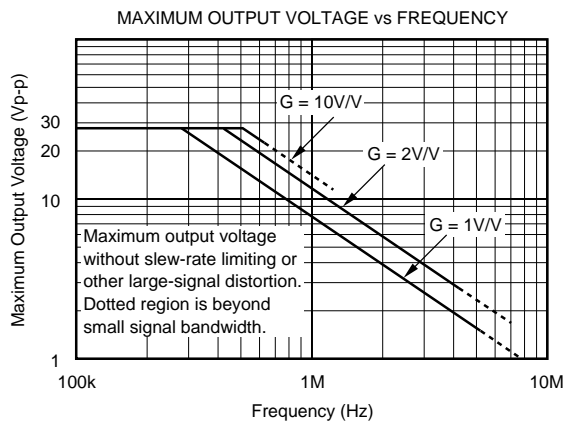 MAXIMUM OUTPUT VOLTAGE vs FREQUENCY
Maximum Output Voltage (Vp-p)
30
20
10
1
G = 10V/V
G = 2V/V
G = 1V/V
Maximum output voltage
without slew-rate limiting or
other large-signal distortion.
Dotted region is beyond
small signal bandwidth.
100k
1M
10M
Frequency (Hz)